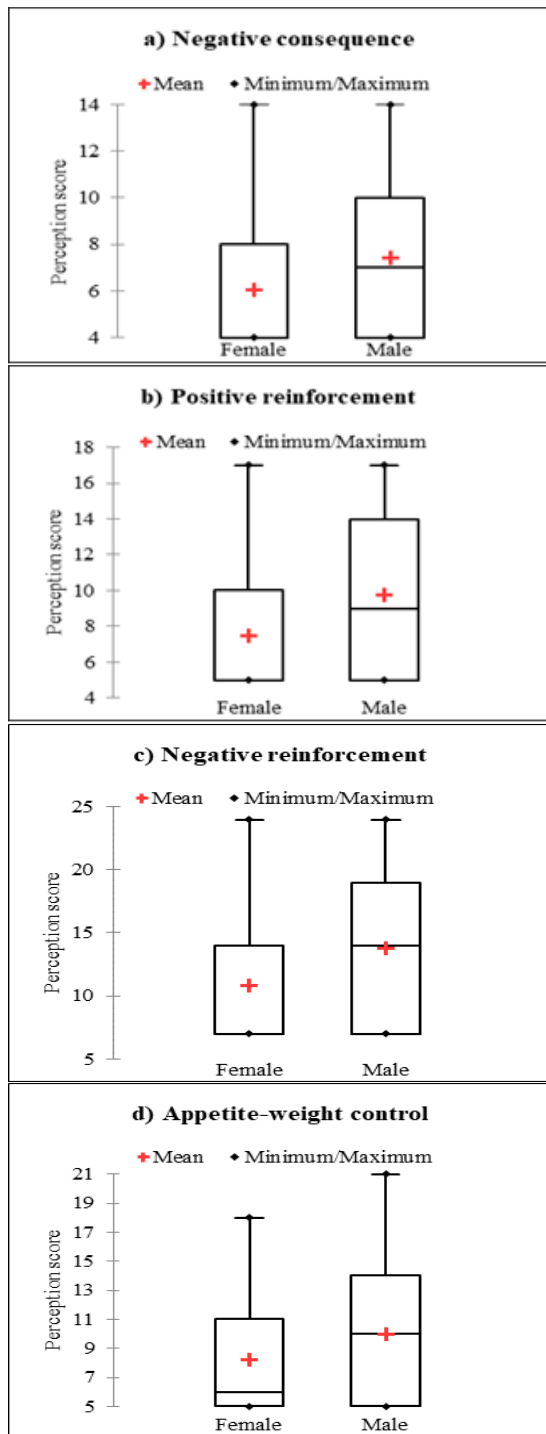 a) Negative consequence
Mean Minimum/Maximum
Perception score
14
12
10
8
6
4
Female Male
b) Positive reinforcement
Mean Minimum/Maximum
Perception score
18
16
14
12
10
8
6
4
Female Male
c) Negative reinforcement
Mean Minimum/Maximum
Perception score
25
20
15
10
5
Female Male
d) Appetite-weight control
Mean Minimum/Maximum
Perception score
21
19
17
15
13
11
9
7
5
Female Male